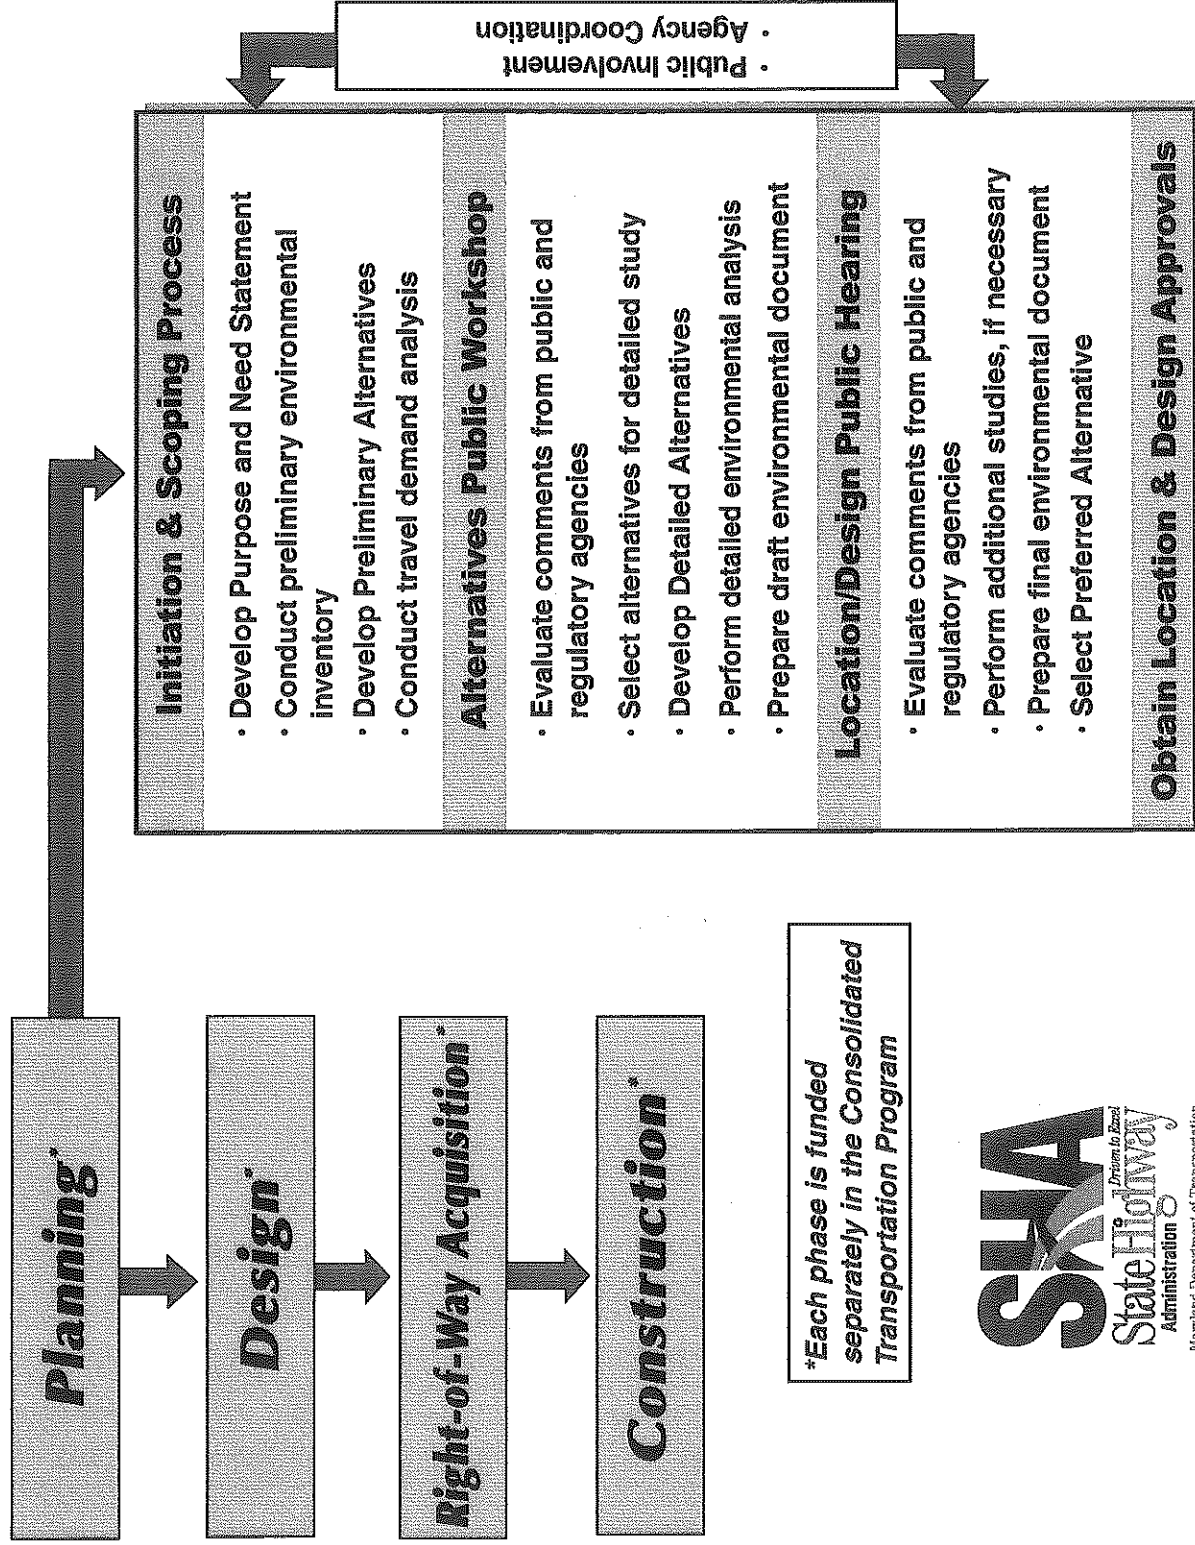 Planning*
Design*
Right-of-Way Acquisition*
Construction*
*Each phase is funded
separately in the Consolidated
Transportation Program
SHA
State Highway
Driven to Excel
Administration
Maryland Department of Transportation
Initiation & Scoping Process
· Develop Purpose and Need Statement
· Conduct preliminary environmental
inventory
· Develop Preliminary Alternatives
· Conduct travel demand analysis
Alternatives Public Workshop
· Evaluate comments from public and
regulatory agencies
· Select alternatives for detailed study
· Develop Detailed Alternatives
· Perform detailed environmental analysis
· Prepare draft environmental document
Location/Design Public Hearing
· Evaluate comments from public and
regulatory agencies
· Perform additional studies, if necessary
· Prepare final environmental document
· Select Preferred Alternative
Obtain Location & Design Approvals
· Public Involvement
· Agency Coordination